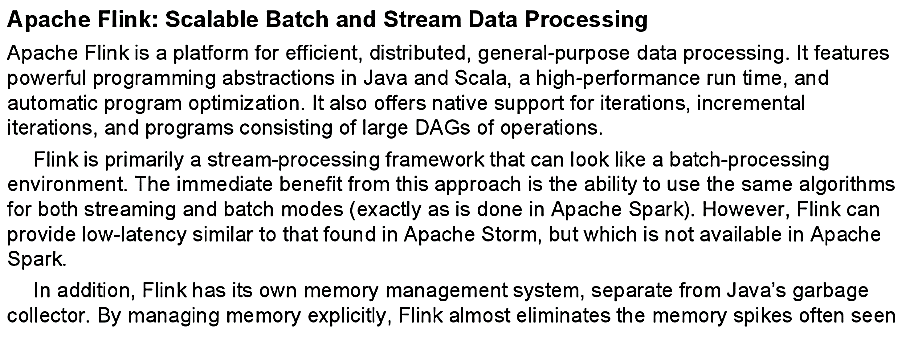 Apache Flink: Scalable Batch and Stream Data Processing
Apache Flink is a platform for efficient, distributed, general-purpose data processing. It features
powerful programming abstractions in Java and Scala, a high-performance run time, and
automatic program optimization. It also offers native support for iterations, incremental
iterations, and programs consisting of large DAGs of operations.
Flink is primarily a stream-processing framework that can look like a batch-processing
environment. The immediate benefit from this approach is the ability to use the same algorithms
for both streaming and batch modes (exactly as is done in Apache Spark). However, Flink can
provide low-latency similar to that found in Apache Storm, but which is not available in Apache
Spark.
In addition, Flink has its own memory management system, separate from Java's garbage
collector. By managing memory explicitly, Flink almost eliminates the memory spikes often seen